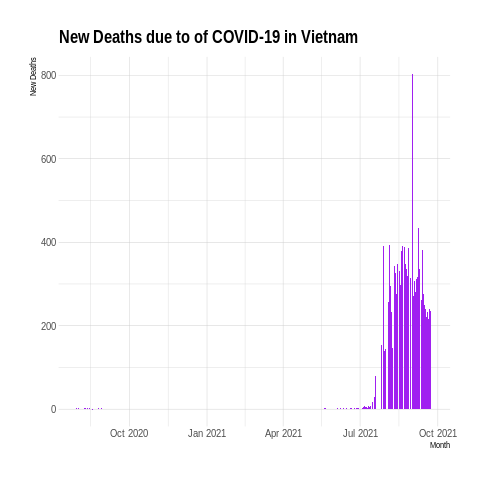 New Deaths due to of COVID-19 in Vietnam
New Deaths
800
600
400
200
0
Oct 2020
Jan 2021
Apr 2021
Jul 2021
Oct 2021
Month